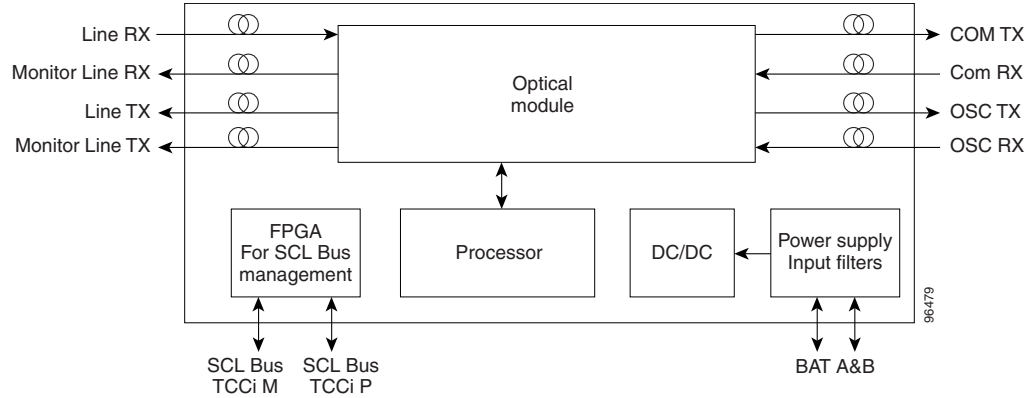 Line RX
Monitor Line RX
Line TX
Monitor Line TX
Optical
module
COM TX
Com RX
OSC TX
OSC RX
FPGA
For SCL Bus
management
Processor
DC/DC
Power supply
Input filters
96479
SCL Bus
TCCi M
SCL Bus
TCCi P
BAT A&B